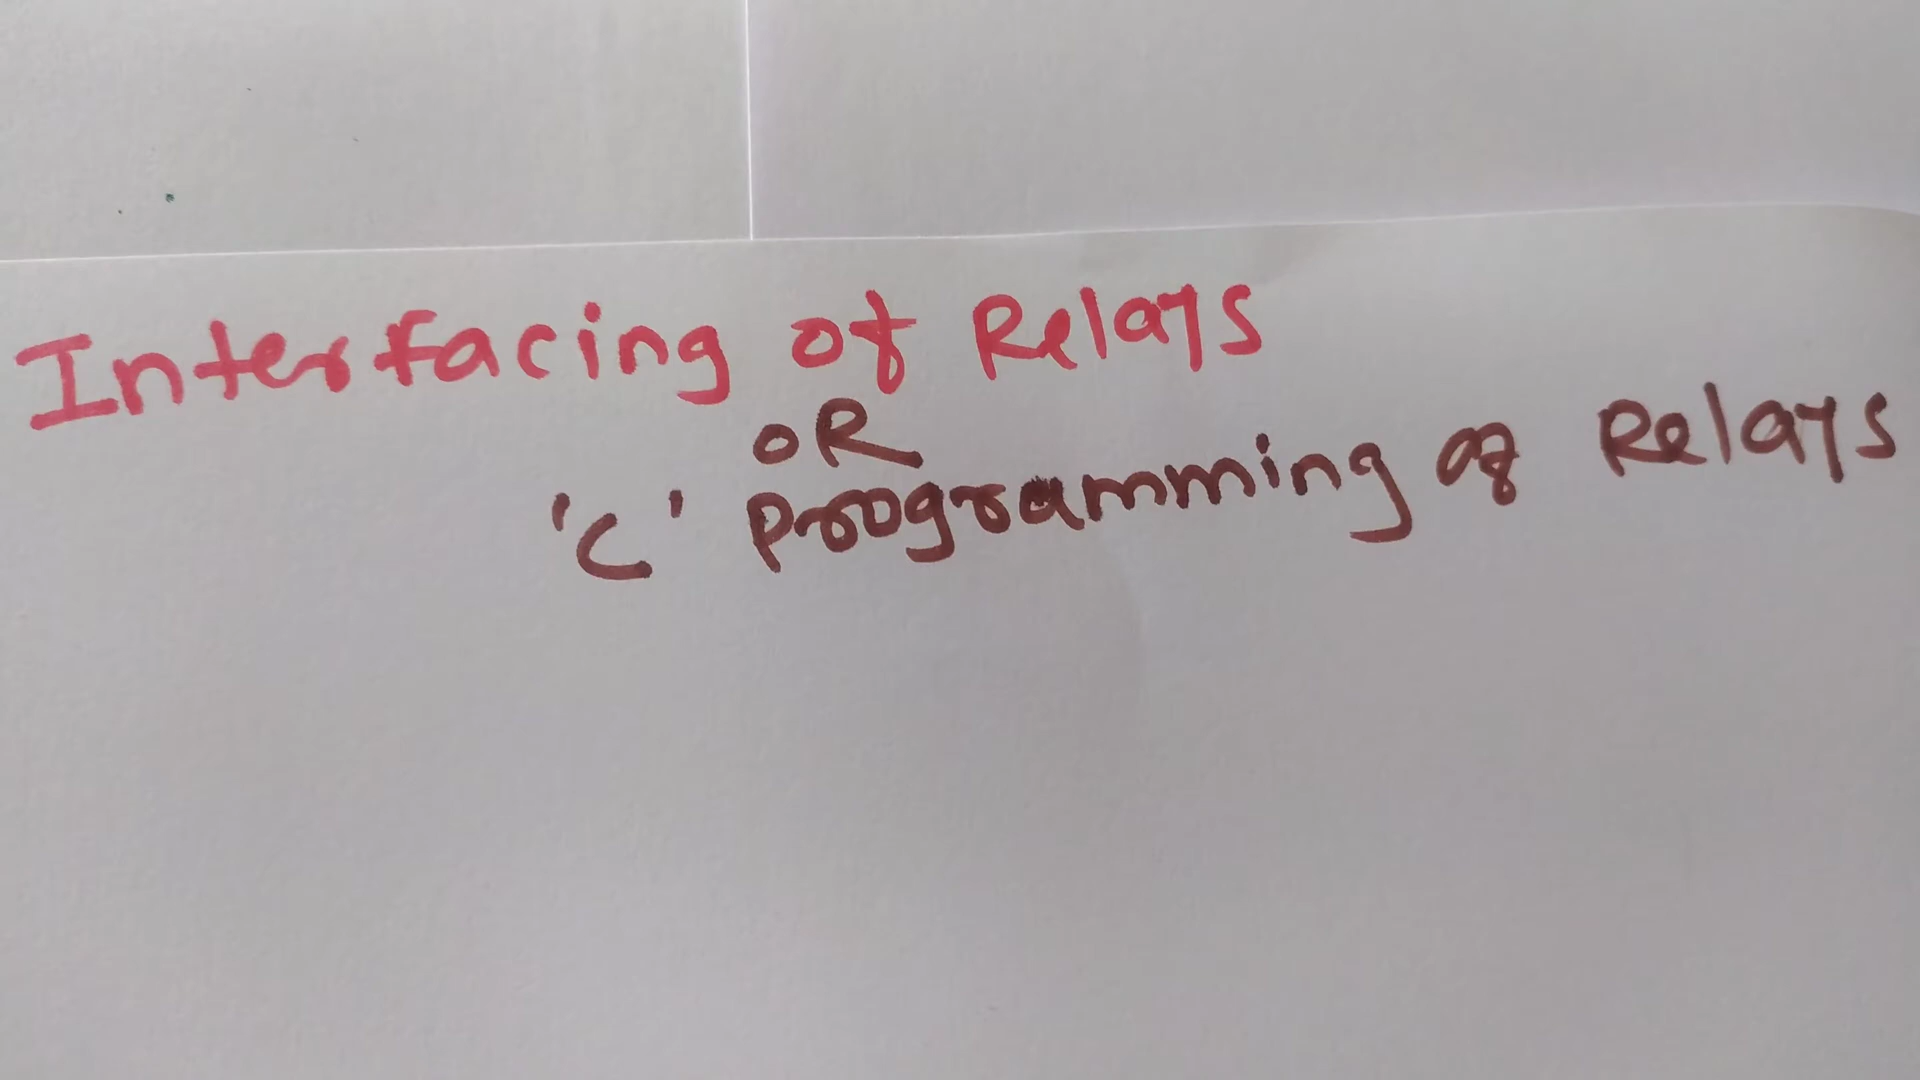 Interfacing of Relays
OR
'C' Programming of Relays